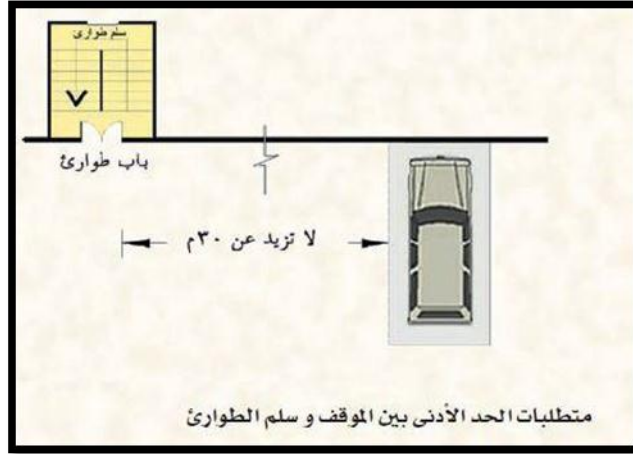 سلم طوارئ
باب طوارئ
لا تزيد عن ٣٠م
متطلبات الحد الأدنى بين الموقف و سلم الطوارئ